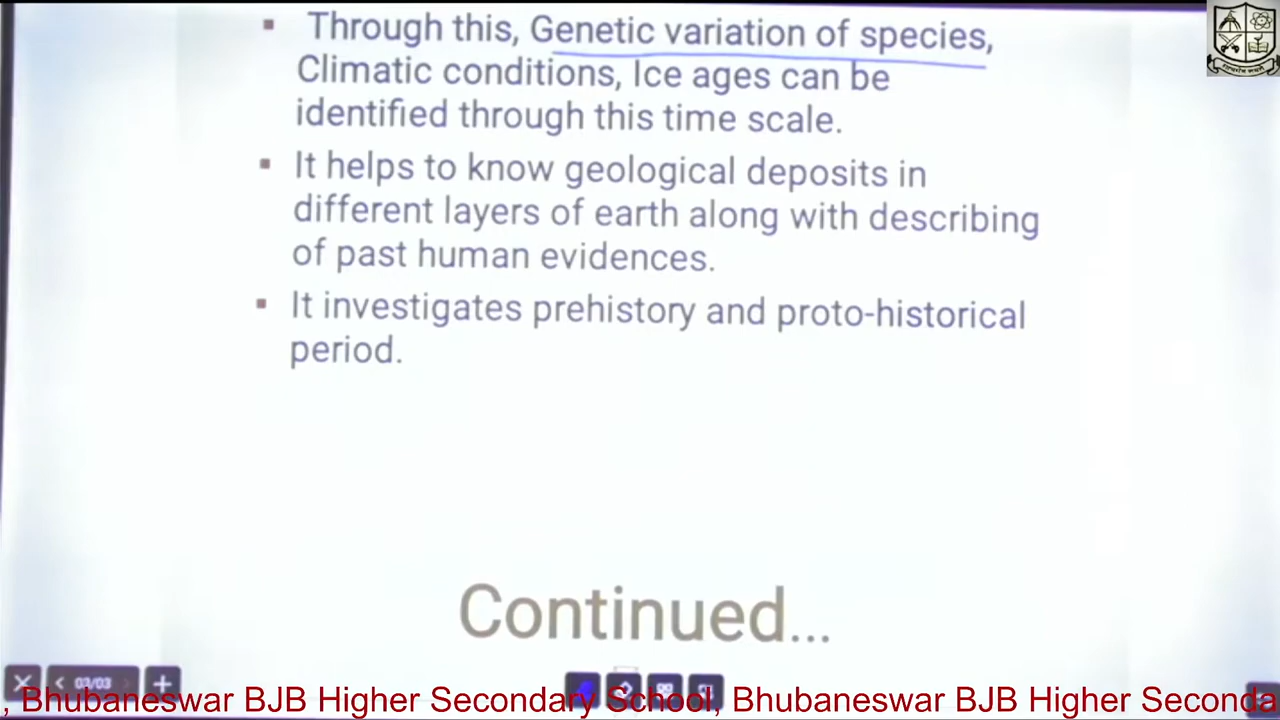 Through this, Genetic variation of species,
Climatic conditions, Ice ages can be
identified through this time scale.
It helps to know geological deposits in
different layers of earth along with describing
of past human evidences.
It investigates prehistory and proto-historical
period.
Continued...
03/03
, Bhubaneswar BJB Higher Secondary School, Bhubaneswar BJB Higher Seconda